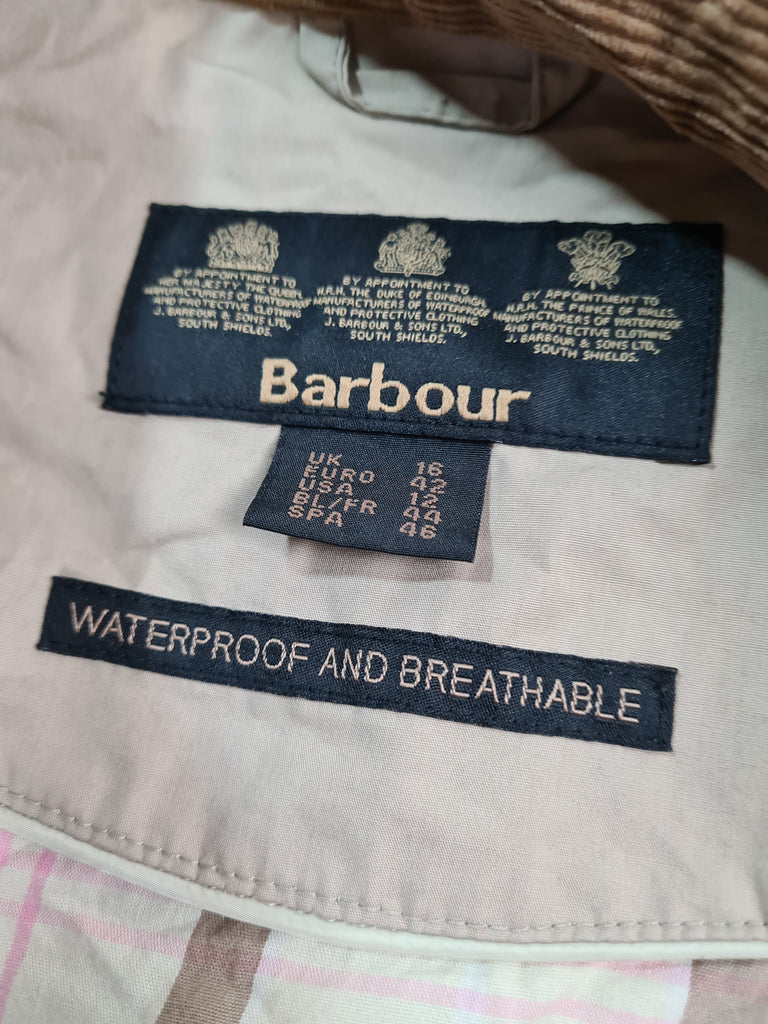 BY APPOINTMENT TO
HER MAJESTY THE QUEEN
MANUFACTURERS OF WATERPROOF
AND PROTECTIVE CLOTHING
J. BARBOUR & SONS LTD,
SOUTH SHIELDS.
BY APPOINTMENT TO
H.R.H. THE DUKE OF EDINBURGH
MANUFACTURERS OF WATERPROOF
AND PROTECTIVE CLOTHING
J. BARBOUR & SONS LTD,
SOUTH SHIELDS.
BY APPOINTMENT TO
H.R.H. THE PRINCE OF WALES
MANUFACTURERS OF WATERPROOF
AND PROTECTIVE CLOTHING
J. BARBOUR & SONS LTD,
SOUTH SHIELDS.
Barbour
UK 16
EURO 42
USA 12
BL/FR 44
SPA 46
WATERPROOF AND BREATHABLE